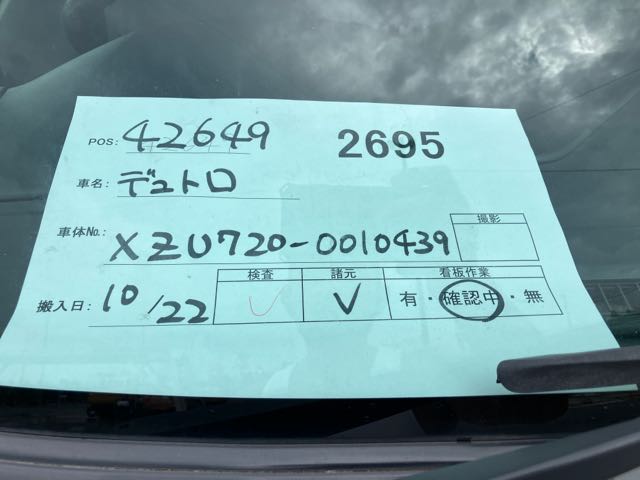 POS: 42649 2695
車名: デュトロ
車体No.: XZU720-0010439 撮影
検査 諸元 看板作業
搬入日: 10/22 V 有・確認中・無